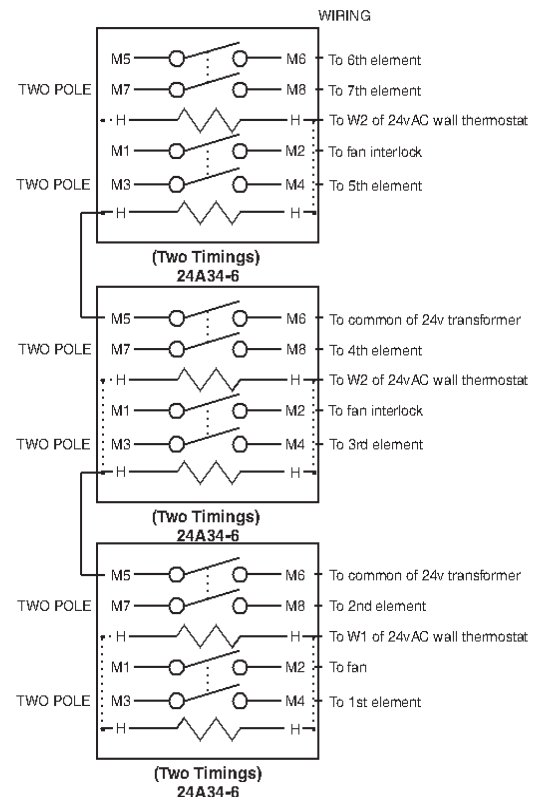 WIRING
M5 M6 To 6th element
TWO POLE M7 M8 To 7th element
H H To W2 of 24vAC wall thermostat
M1 M2 To fan interlock
TWO POLE M3 M4 To 5th element
H H
(Two Timings)
24A34-6
M5 M6 To common of 24v transformer
TWO POLE M7 M8 To 4th element
H H To W2 of 24vAC wall thermostat
M1 M2 To fan interlock
TWO POLE M3 M4 To 3rd element
H H
(Two Timings)
24A34-6
M5 M6 To common of 24v transformer
TWO POLE M7 M8 To 2nd element
H H To W1 of 24vAC wall thermostat
M1 M2 To fan
TWO POLE M3 M4 To 1st element
H H
(Two Timings)
24A34-6